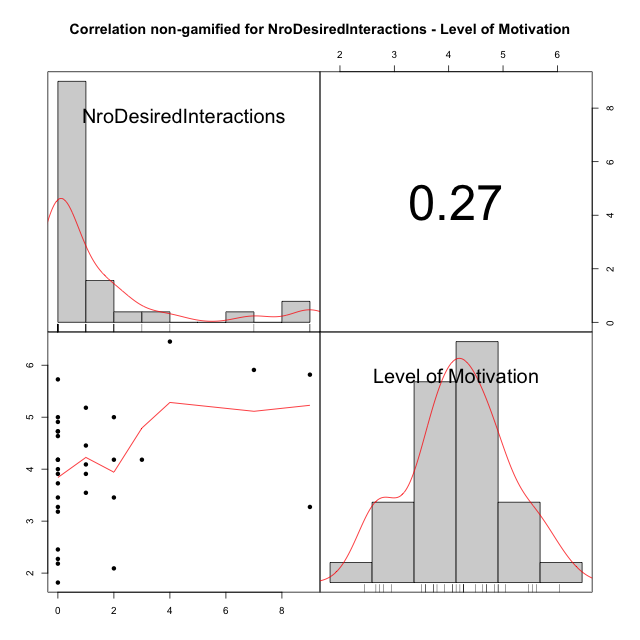 Correlation non-gamified for NroDesiredInteractions - Level of Motivation
2 3 4 5 6
NroDesiredInteractions
0.27
8
6
4
2
0
Level of Motivation
6
5
4
3
2
0 2 4 6 8